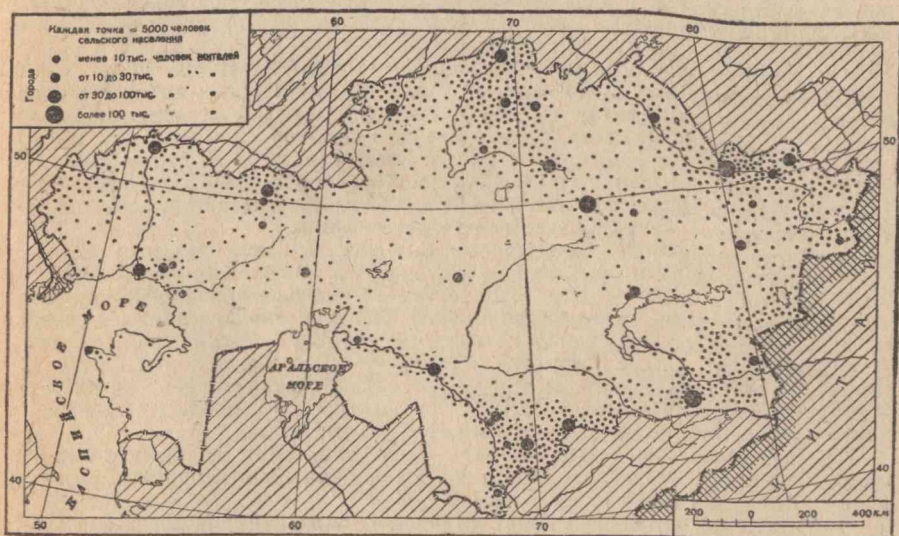 Каждая точка = 5000 человек
сельского населения
Города
менее 10 тыс. человек жителей
от 10 до 30 тыс. " " "
от 30 до 100 тыс. " "
более 100 тыс. " "
60
70
80
50
50
КАСПИЙСКОЕ МОРЕ
АРАЛЬСКОЕ
МОРЕ
КИТАЙ
40
40
50
60
70
200 0 200 400 км